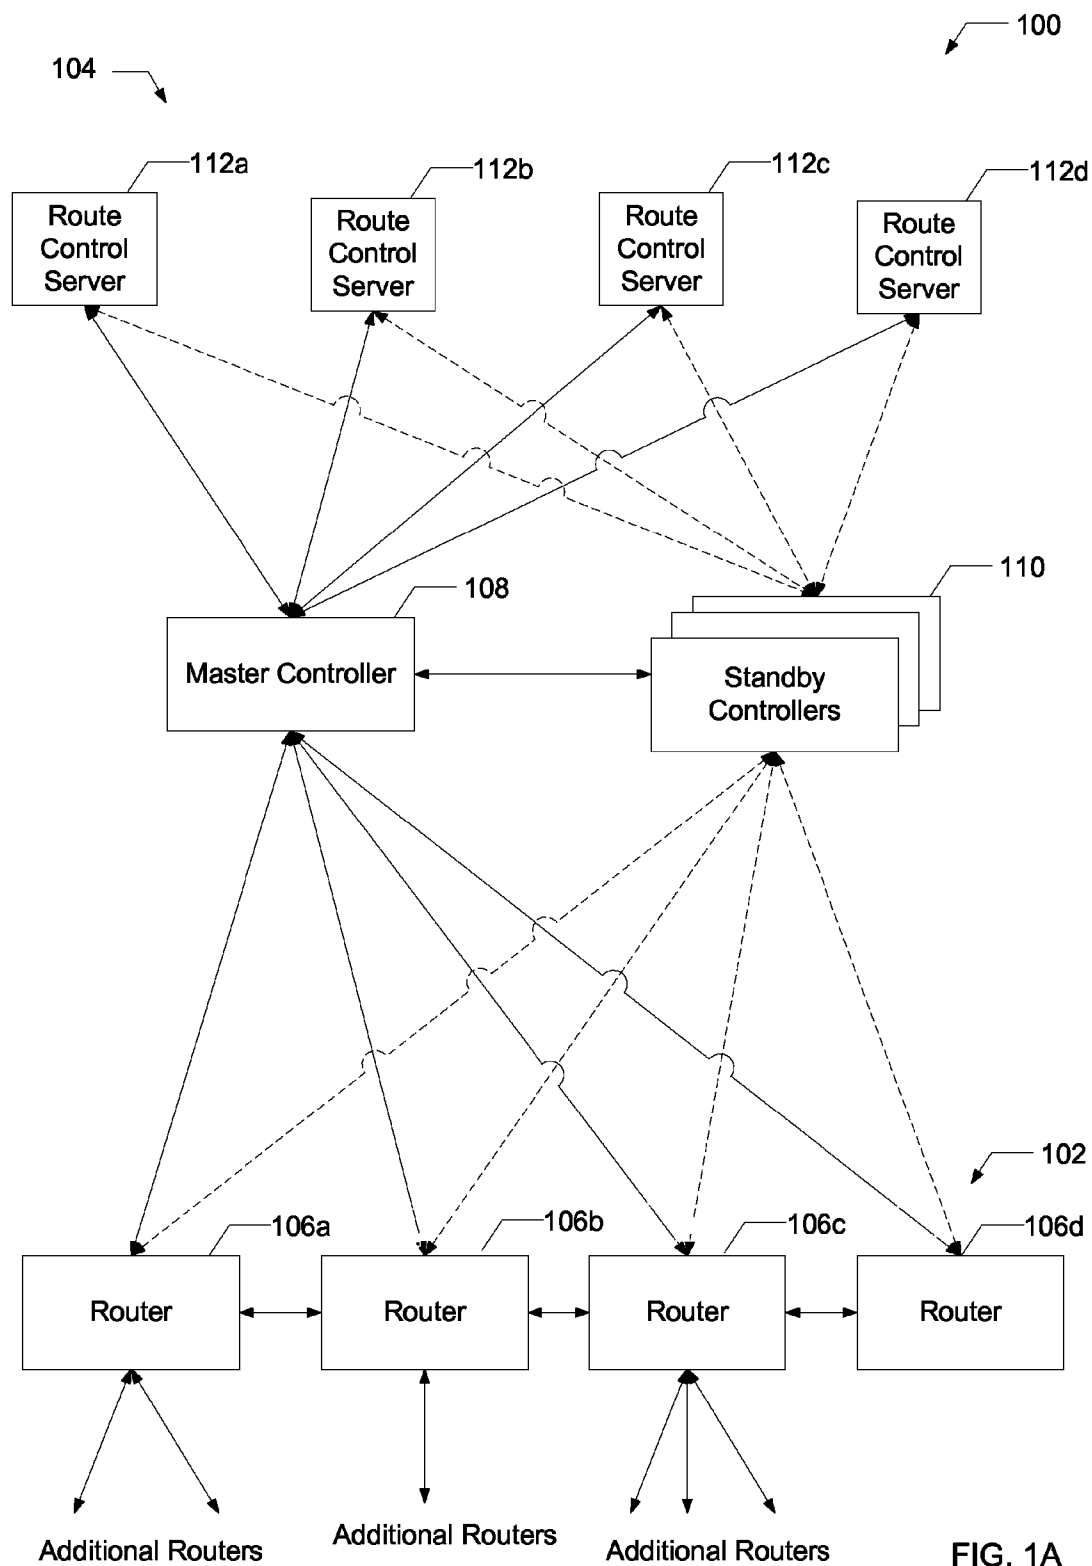 100
104
112a
112b
112c
112d
Route
Control
Server
Route
Control
Server
Route
Control
Server
Route
Control
Server
108
110
Master Controller
Standby
Controllers
102
106a
106b
106c
106d
Router
Router
Router
Router
Additional Routers
Additional Routers
Additional Routers
FIG. 1A